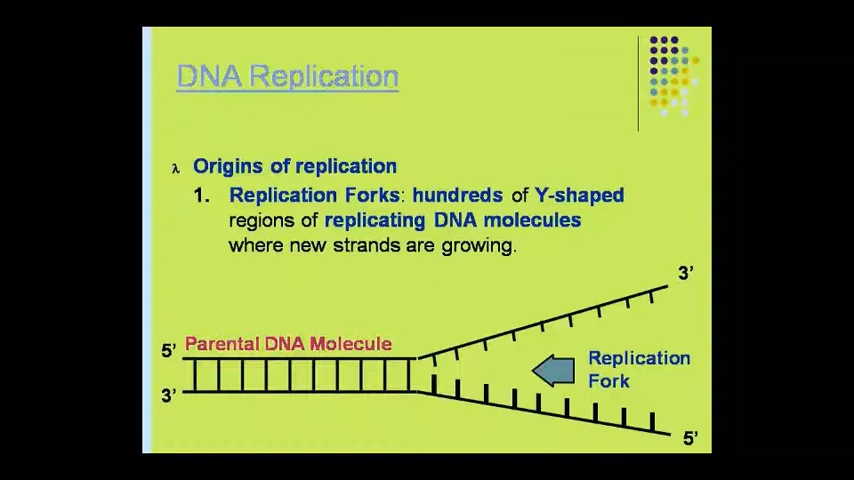 DNA Replication
λ Origins of replication
1. Replication Forks: hundreds of Y-shaped
regions of replicating DNA molecules
where new strands are growing.
3’
5’ Parental DNA Molecule
Replication
Fork
3’
5’